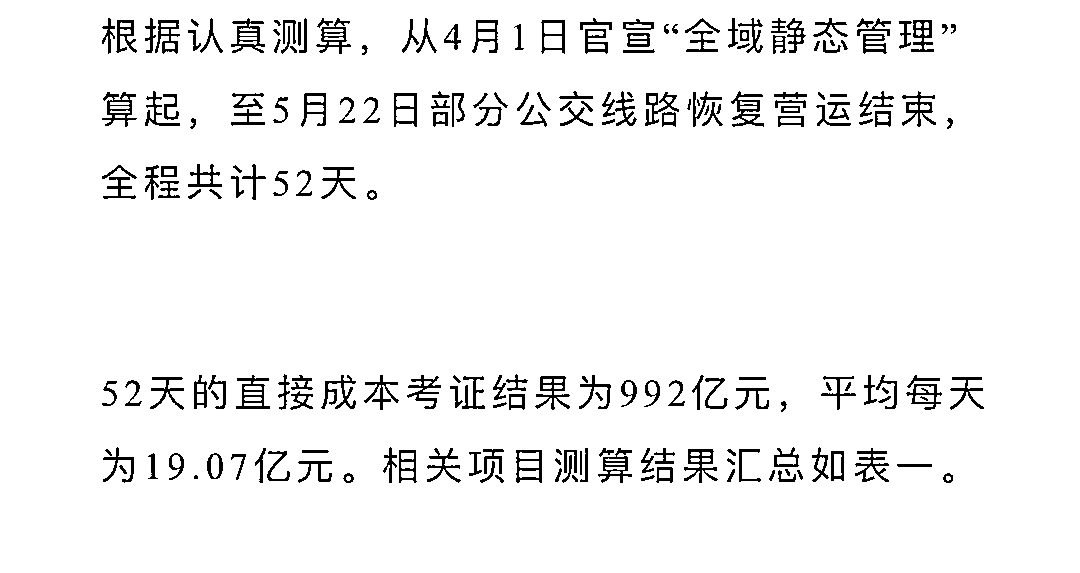 根据认真测算，从4月1日官宣“全域静态管理”
算起，至5月22日部分公交线路恢复营运结束，
全程共计52天。
52天的直接成本考证结果为992亿元，平均每天
为19.07亿元。相关项目测算结果汇总如表一。